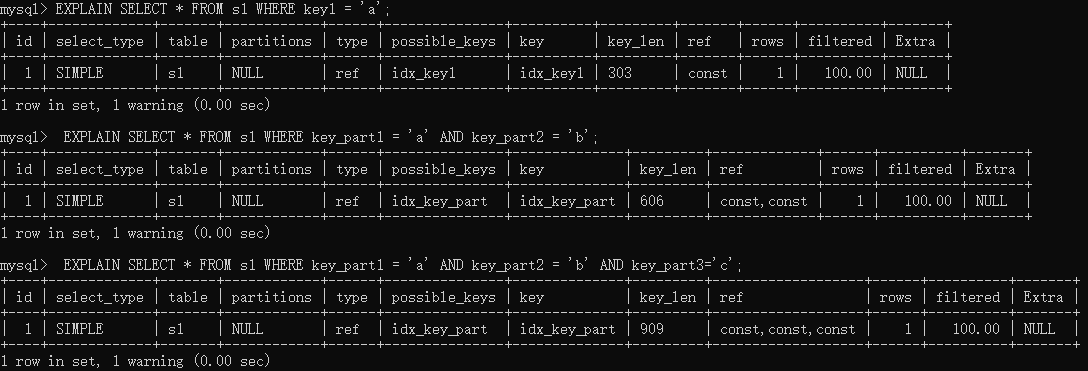 mysql> EXPLAIN SELECT * FROM s1 WHERE key1 = 'a';
+----+-------------+-------+------------+------+---------------+----------+---------+-------+------+----------+-------+
| id | select_type | table | partitions | type | possible_keys | key | key_len | ref | rows | filtered | Extra |
+----+-------------+-------+------------+------+---------------+----------+---------+-------+------+----------+-------+
| 1 | SIMPLE | s1 | NULL | ref | idx_key1 | idx_key1 | 303 | const | 1 | 100.00 | NULL |
+----+-------------+-------+------------+------+---------------+----------+---------+-------+------+----------+-------+
1 row in set, 1 warning (0.00 sec)
mysql>  EXPLAIN SELECT * FROM s1 WHERE key_part1 = 'a' AND key_part2 = 'b';
+----+-------------+-------+------------+------+---------------+--------------+---------+-------------+------+----------+-------+
| id | select_type | table | partitions | type | possible_keys | key | key_len | ref | rows | filtered | Extra |
+----+-------------+-------+------------+------+---------------+--------------+---------+-------------+------+----------+-------+
| 1 | SIMPLE | s1 | NULL | ref | idx_key_part | idx_key_part | 606 | const,const | 1 | 100.00 | NULL |
+----+-------------+-------+------------+------+---------------+--------------+---------+-------------+------+----------+-------+
1 row in set, 1 warning (0.00 sec)
mysql>  EXPLAIN SELECT * FROM s1 WHERE key_part1 = 'a' AND key_part2 = 'b' AND key_part3='c';
+----+-------------+-------+------------+------+---------------+--------------+---------+-------------------+------+----------+-------+
| id | select_type | table | partitions | type | possible_keys | key | key_len | ref | rows | filtered | Extra |
+----+-------------+-------+------------+------+---------------+--------------+---------+-------------------+------+----------+-------+
| 1 | SIMPLE | s1 | NULL | ref | idx_key_part | idx_key_part | 909 | const,const,const | 1 | 100.00 | NULL |
+----+-------------+-------+------------+------+---------------+--------------+---------+-------------------+------+----------+-------+
1 row in set, 1 warning (0.00 sec)